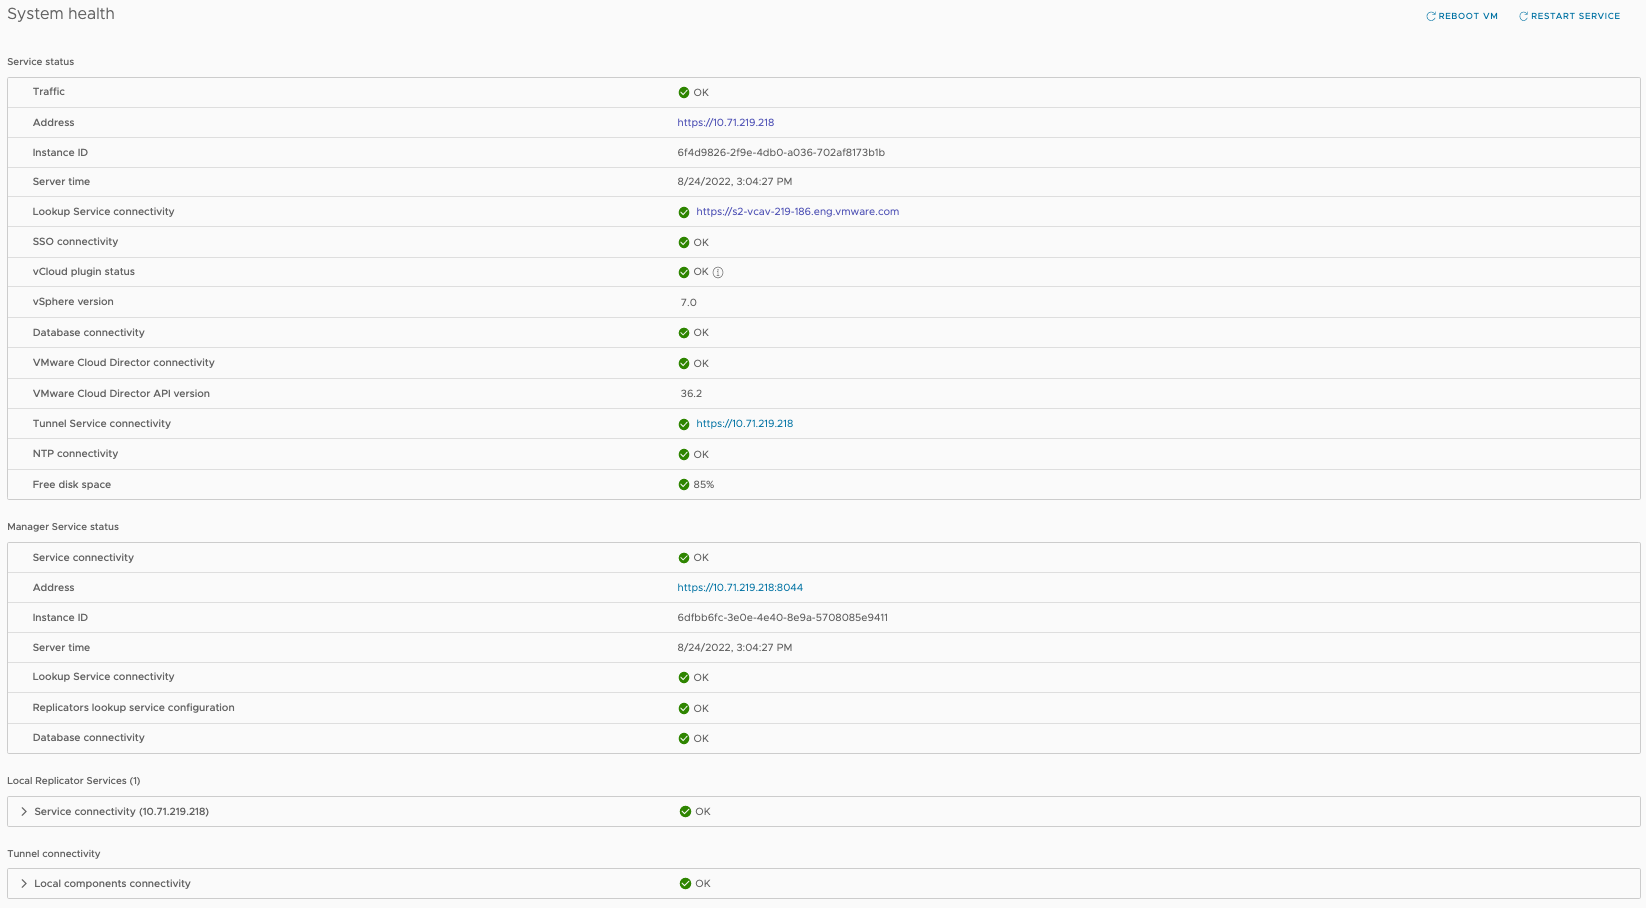 System health
REBOOT VM RESTART SERVICE
Service status
Traffic OK
Address https://10.71.219.218
Instance ID 6f4d9826-2f9e-4db0-a036-702af8173b1b
Server time 8/24/2022, 3:04:27 PM
Lookup Service connectivity https://s2-vcav-219-186.eng.vmware.com
SSO connectivity OK
vCloud plugin status OK
vSphere version 7.0
Database connectivity OK
VMware Cloud Director connectivity OK
VMware Cloud Director API version 36.2
Tunnel Service connectivity https://10.71.219.218
NTP connectivity OK
Free disk space 85%
Manager Service status
Service connectivity OK
Address https://10.71.219.218:8044
Instance ID 6dfbb6fc-3e0e-4e40-8e9a-5708085e9411
Server time 8/24/2022, 3:04:27 PM
Lookup Service connectivity OK
Replicators lookup service configuration OK
Database connectivity OK
Local Replicator Services (1)
Service connectivity (10.71.219.218) OK
Tunnel connectivity
Local components connectivity OK